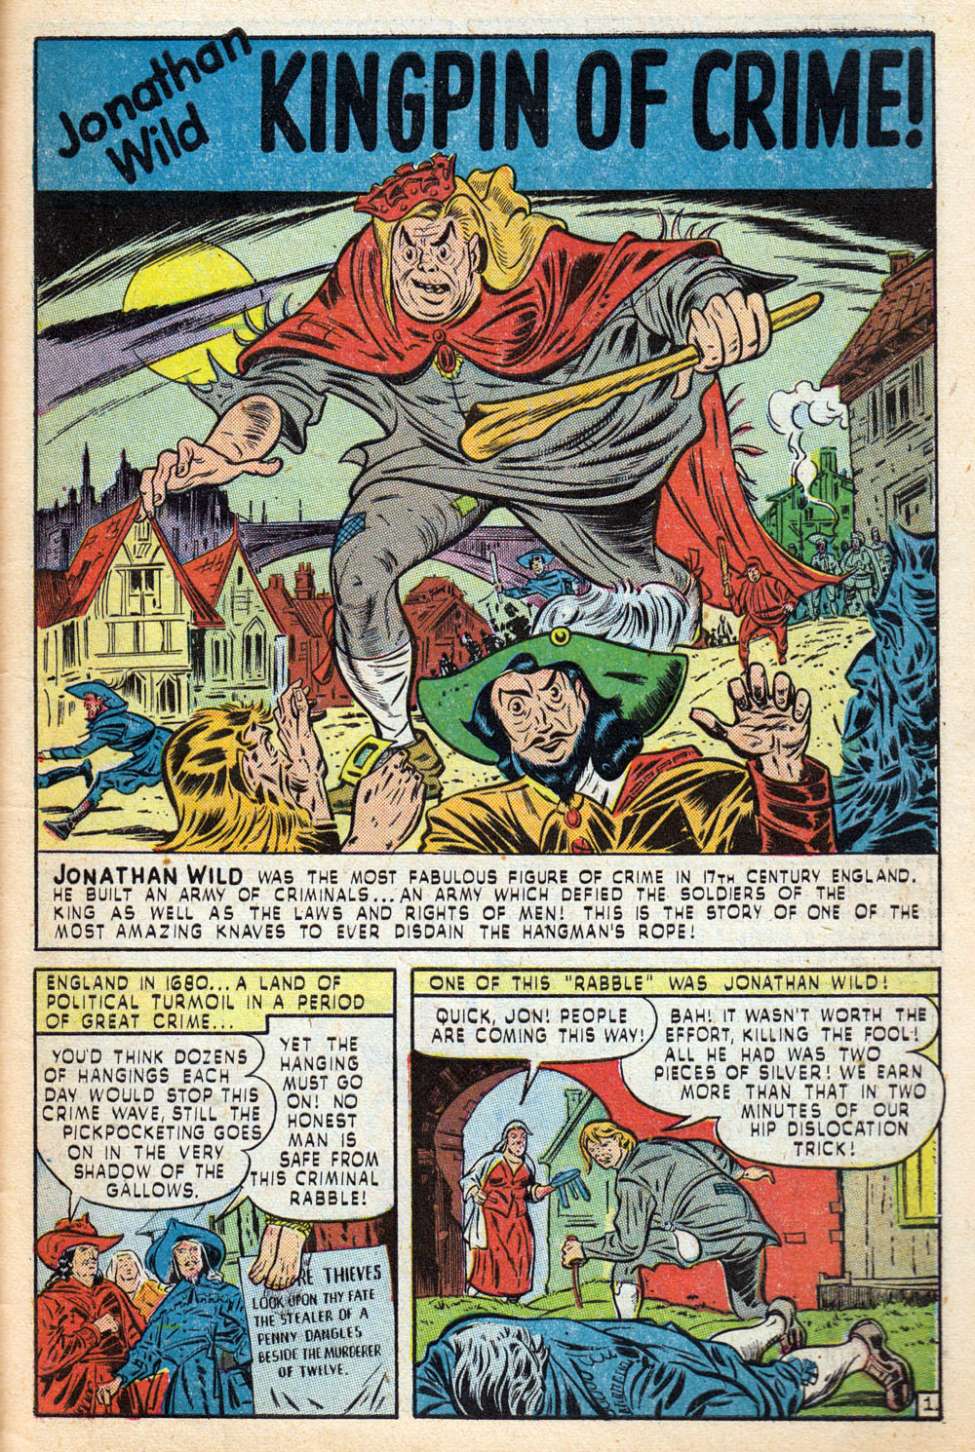 Jonathan
Wild
KINGPIN OF CRIME!
JONATHAN WILD WAS THE MOST FABULOUS FIGURE OF CRIME IN 17TH CENTURY ENGLAND.
HE BUILT AN ARMY OF CRIMINALS... AN ARMY WHICH DEFIED THE SOLDIERS OF THE
KING AS WELL AS THE LAWS AND RIGHTS OF MEN! THIS IS THE STORY OF ONE OF THE
MOST AMAZING KNAVES TO EVER DISDAIN THE HANGMAN'S ROPE!
ENGLAND IN 1680... A LAND OF
POLITICAL TURMOIL IN A PERIOD
OF GREAT CRIME...
YOU'D THINK DOZENS
OF HANGINGS EACH
DAY WOULD STOP THIS
CRIME WAVE, STILL THE
PICKPOCKETING GOES
ON IN THE VERY
SHADOW OF THE
GALLOWS.
YET THE
HANGING
MUST GO
ON! NO
HONEST
MAN IS
SAFE FROM
THIS CRIMINAL
RABBLE!
RE THIEVES
LOOK UPON THY FATE
THE STEALER OF A
PENNY DANGLES
BESIDE THE MURDERER
OF TWELVE.
ONE OF THIS "RABBLE" WAS JONATHAN WILD!
QUICK, JON! PEOPLE
ARE COMING THIS WAY!
BAH! IT WASN'T WORTH THE
EFFORT, KILLING THE FOOL!
ALL HE HAD WAS TWO
PIECES OF SILVER! WE EARN
MORE THAN THAT IN TWO
MINUTES OF OUR
HIP DISLOCATION
TRICK!
1